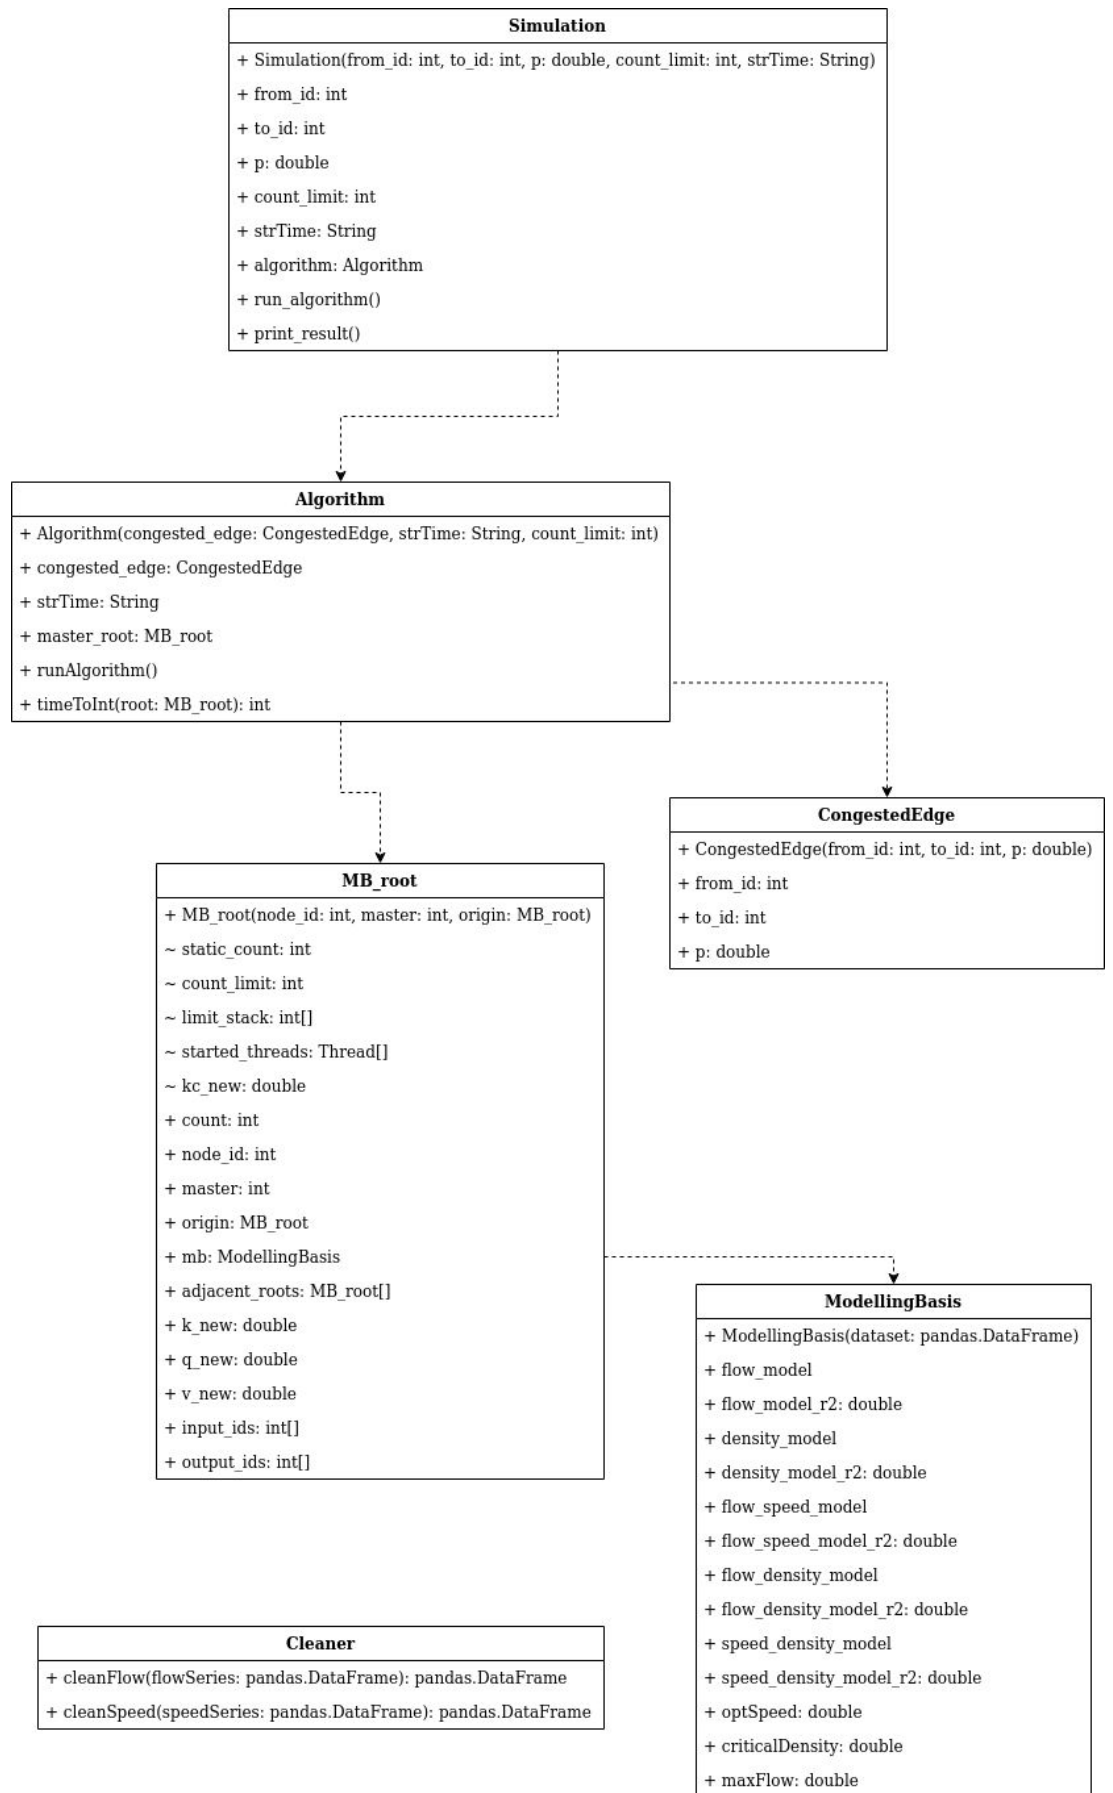 Simulation
+ Simulation(from_id: int, to_id: int, p: double, count_limit: int, strTime: String)
+ from_id: int
+ to_id: int
+ p: double
+ count_limit: int
+ strTime: String
+ algorithm: Algorithm
+ run_algorithm()
+ print_result()
Algorithm
+ Algorithm(congested_edge: CongestedEdge, strTime: String, count_limit: int)
+ congested_edge: CongestedEdge
+ strTime: String
+ master_root: MB_root
+ runAlgorithm()
+ timeToInt(root: MB_root): int
CongestedEdge
+ CongestedEdge(from_id: int, to_id: int, p: double)
+ from_id: int
+ to_id: int
+ p: double
MB_root
+ MB_root(node_id: int, master: int, origin: MB_root)
~ static_count: int
~ count_limit: int
~ limit_stack: int[]
~ started_threads: Thread[]
~ kc_new: double
+ count: int
+ node_id: int
+ master: int
+ origin: MB_root
+ mb: ModellingBasis
+ adjacent_roots: MB_root[]
+ k_new: double
+ q_new: double
+ v_new: double
+ input_ids: int[]
+ output_ids: int[]
ModellingBasis
+ ModellingBasis(dataset: pandas.DataFrame)
+ flow_model
+ flow_model_r2: double
+ density_model
+ density_model_r2: double
+ flow_speed_model
+ flow_speed_model_r2: double
+ flow_density_model
+ flow_density_model_r2: double
+ speed_density_model
+ speed_density_model_r2: double
+ optSpeed: double
+ criticalDensity: double
+ maxFlow: double
Cleaner
+ cleanFlow(flowSeries: pandas.DataFrame): pandas.DataFrame
+ cleanSpeed(speedSeries: pandas.DataFrame): pandas.DataFrame